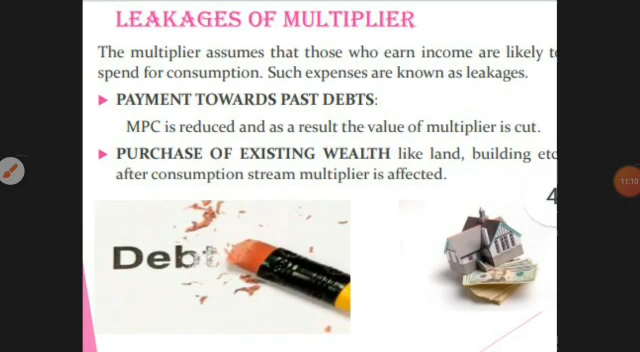 LEAKAGES OF MULTIPLIER
The multiplier assumes that those who earn income are likely t
spend for consumption. Such expenses are known as leakages.
PAYMENT TOWARDS PAST DEBTS:
MPC is reduced and as a result the value of multiplier is cut.
PURCHASE OF EXISTING WEALTH like land, building etc
after consumption stream multiplier is affected.
4
11:10
Debt